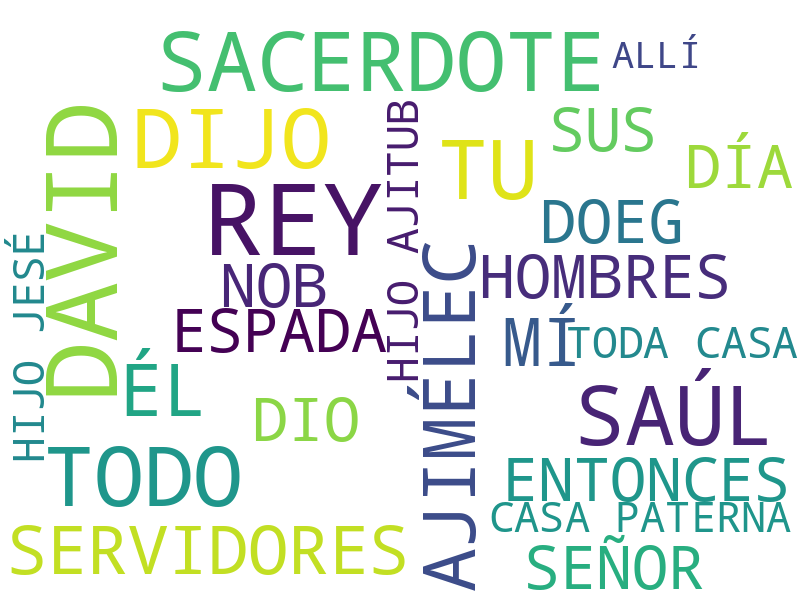 SACERDOTE
ALLÍ
DAVID
DIJO
HIJO AJITUB
TU
SUS
DÍA
REY
DOEG
HIJO JESÉ
NOB
AJIMÉLEC
HOMBRES
ESPADA
MÍ
TODA CASA
ÉL
DIO
SAÚL
TODO
ENTONCES
CASA PATERNA
SERVIDORES
SEÑOR